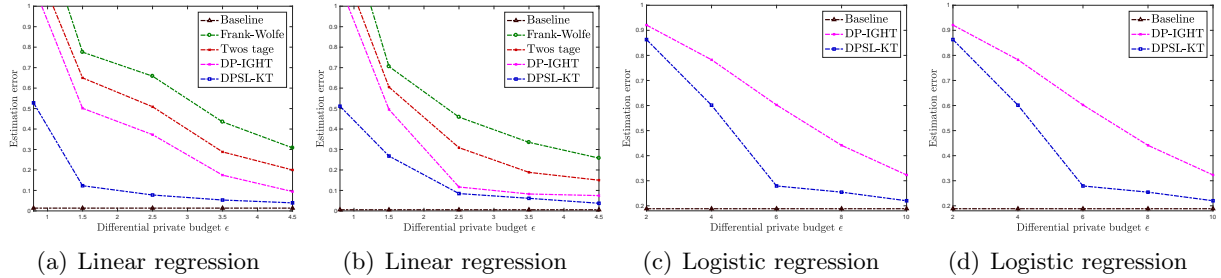 Estimation error
1
0.9
0.8
0.7
0.6
0.5
0.4
0.3
0.2
0.1
0
1 1.5 2.5 3.5 4.5
Differential private budget ϵ
Baseline
Frank-Wolfe
Twos tage
DP-IGHT
DPSL-KT
(a) Linear regression
Estimation error
1
0.9
0.8
0.7
0.6
0.5
0.4
0.3
0.2
0.1
0
1 1.5 2.5 3.5 4.5
Differential private budget ϵ
Baseline
Frank-Wolfe
Twos tage
DP-IGHT
DPSL-KT
(b) Linear regression
Estimation error
1
0.9
0.8
0.7
0.6
0.5
0.4
0.3
0.2
2 4 6 8 10
Differential private budget ϵ
Baseline
DP-IGHT
DPSL-KT
(c) Logistic regression
Estimation error
1
0.9
0.8
0.7
0.6
0.5
0.4
0.3
0.2
2 4 6 8 10
Differential private budget ϵ
Baseline
DP-IGHT
DPSL-KT
(d) Logistic regression